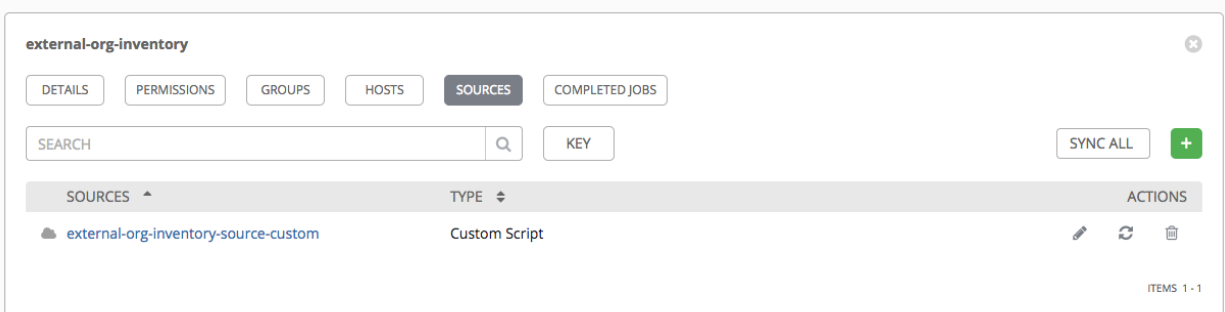 external-org-inventory
DETAILS PERMISSIONS GROUPS HOSTS SOURCES COMPLETED JOBS
SEARCH KEY SYNC ALL +
SOURCES TYPE ACTIONS
external-org-inventory-source-custom Custom Script
ITEMS 1 - 1